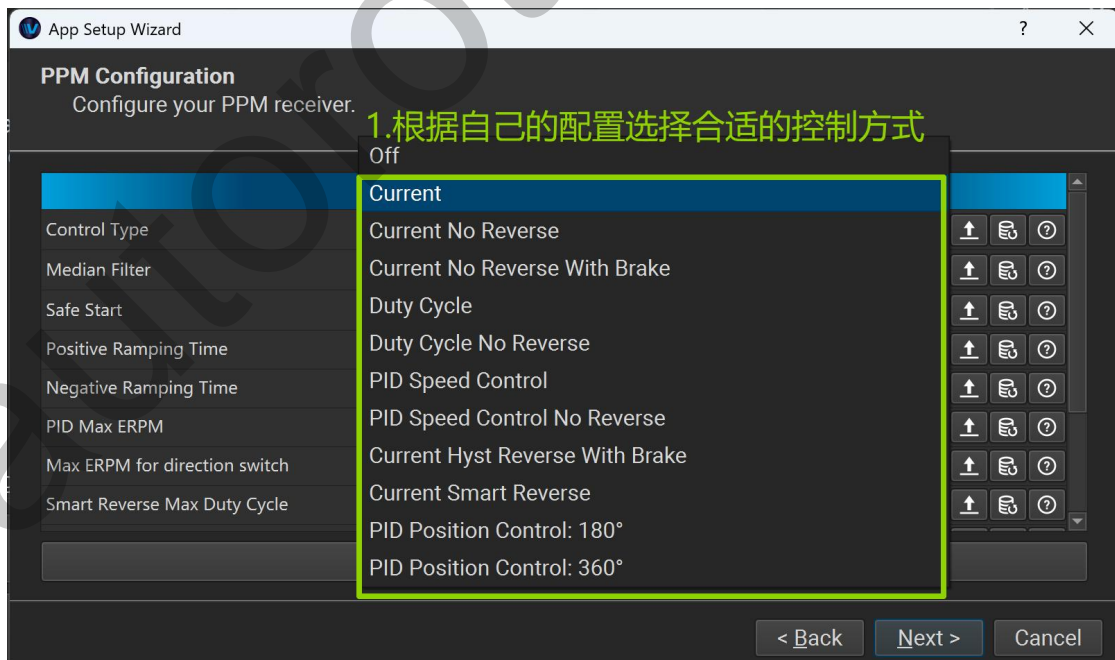 App Setup Wizard
PPM Configuration
Configure your PPM receiver.
1.根据自己的配置选择合适的控制方式
Off
Current
Control Type
Current No Reverse
Median Filter
Current No Reverse With Brake
Safe Start
Duty Cycle
Positive Ramping Time
Duty Cycle No Reverse
Negative Ramping Time
PID Speed Control
PID Max ERPM
PID Speed Control No Reverse
Max ERPM for direction switch
Current Hyst Reverse With Brake
Smart Reverse Max Duty Cycle
Current Smart Reverse
PID Position Control: 180°
PID Position Control: 360°
< Back
Next >
Cancel